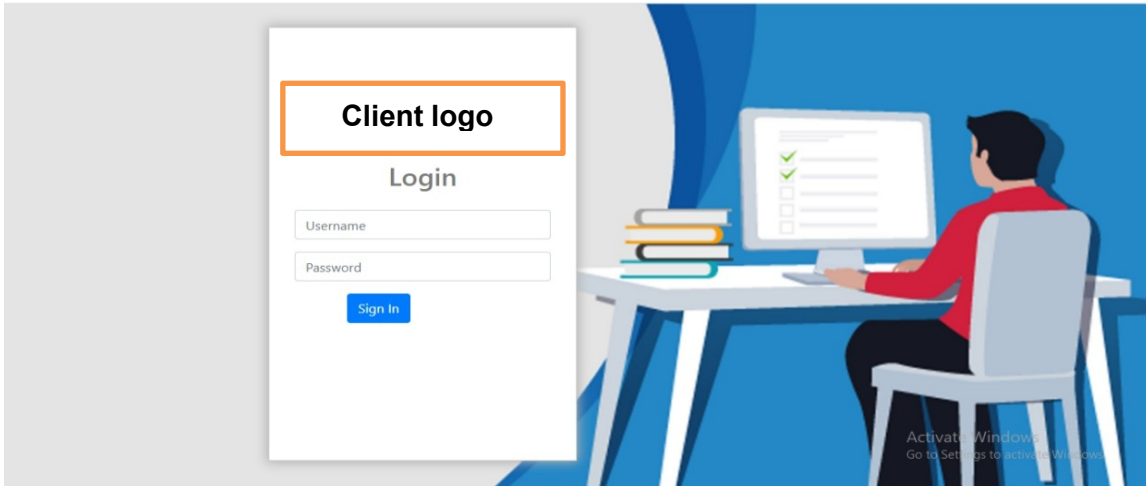 Client logo
Login
Username
Password
Sign In
Activate Windows
Go to Settings to activate Windows.